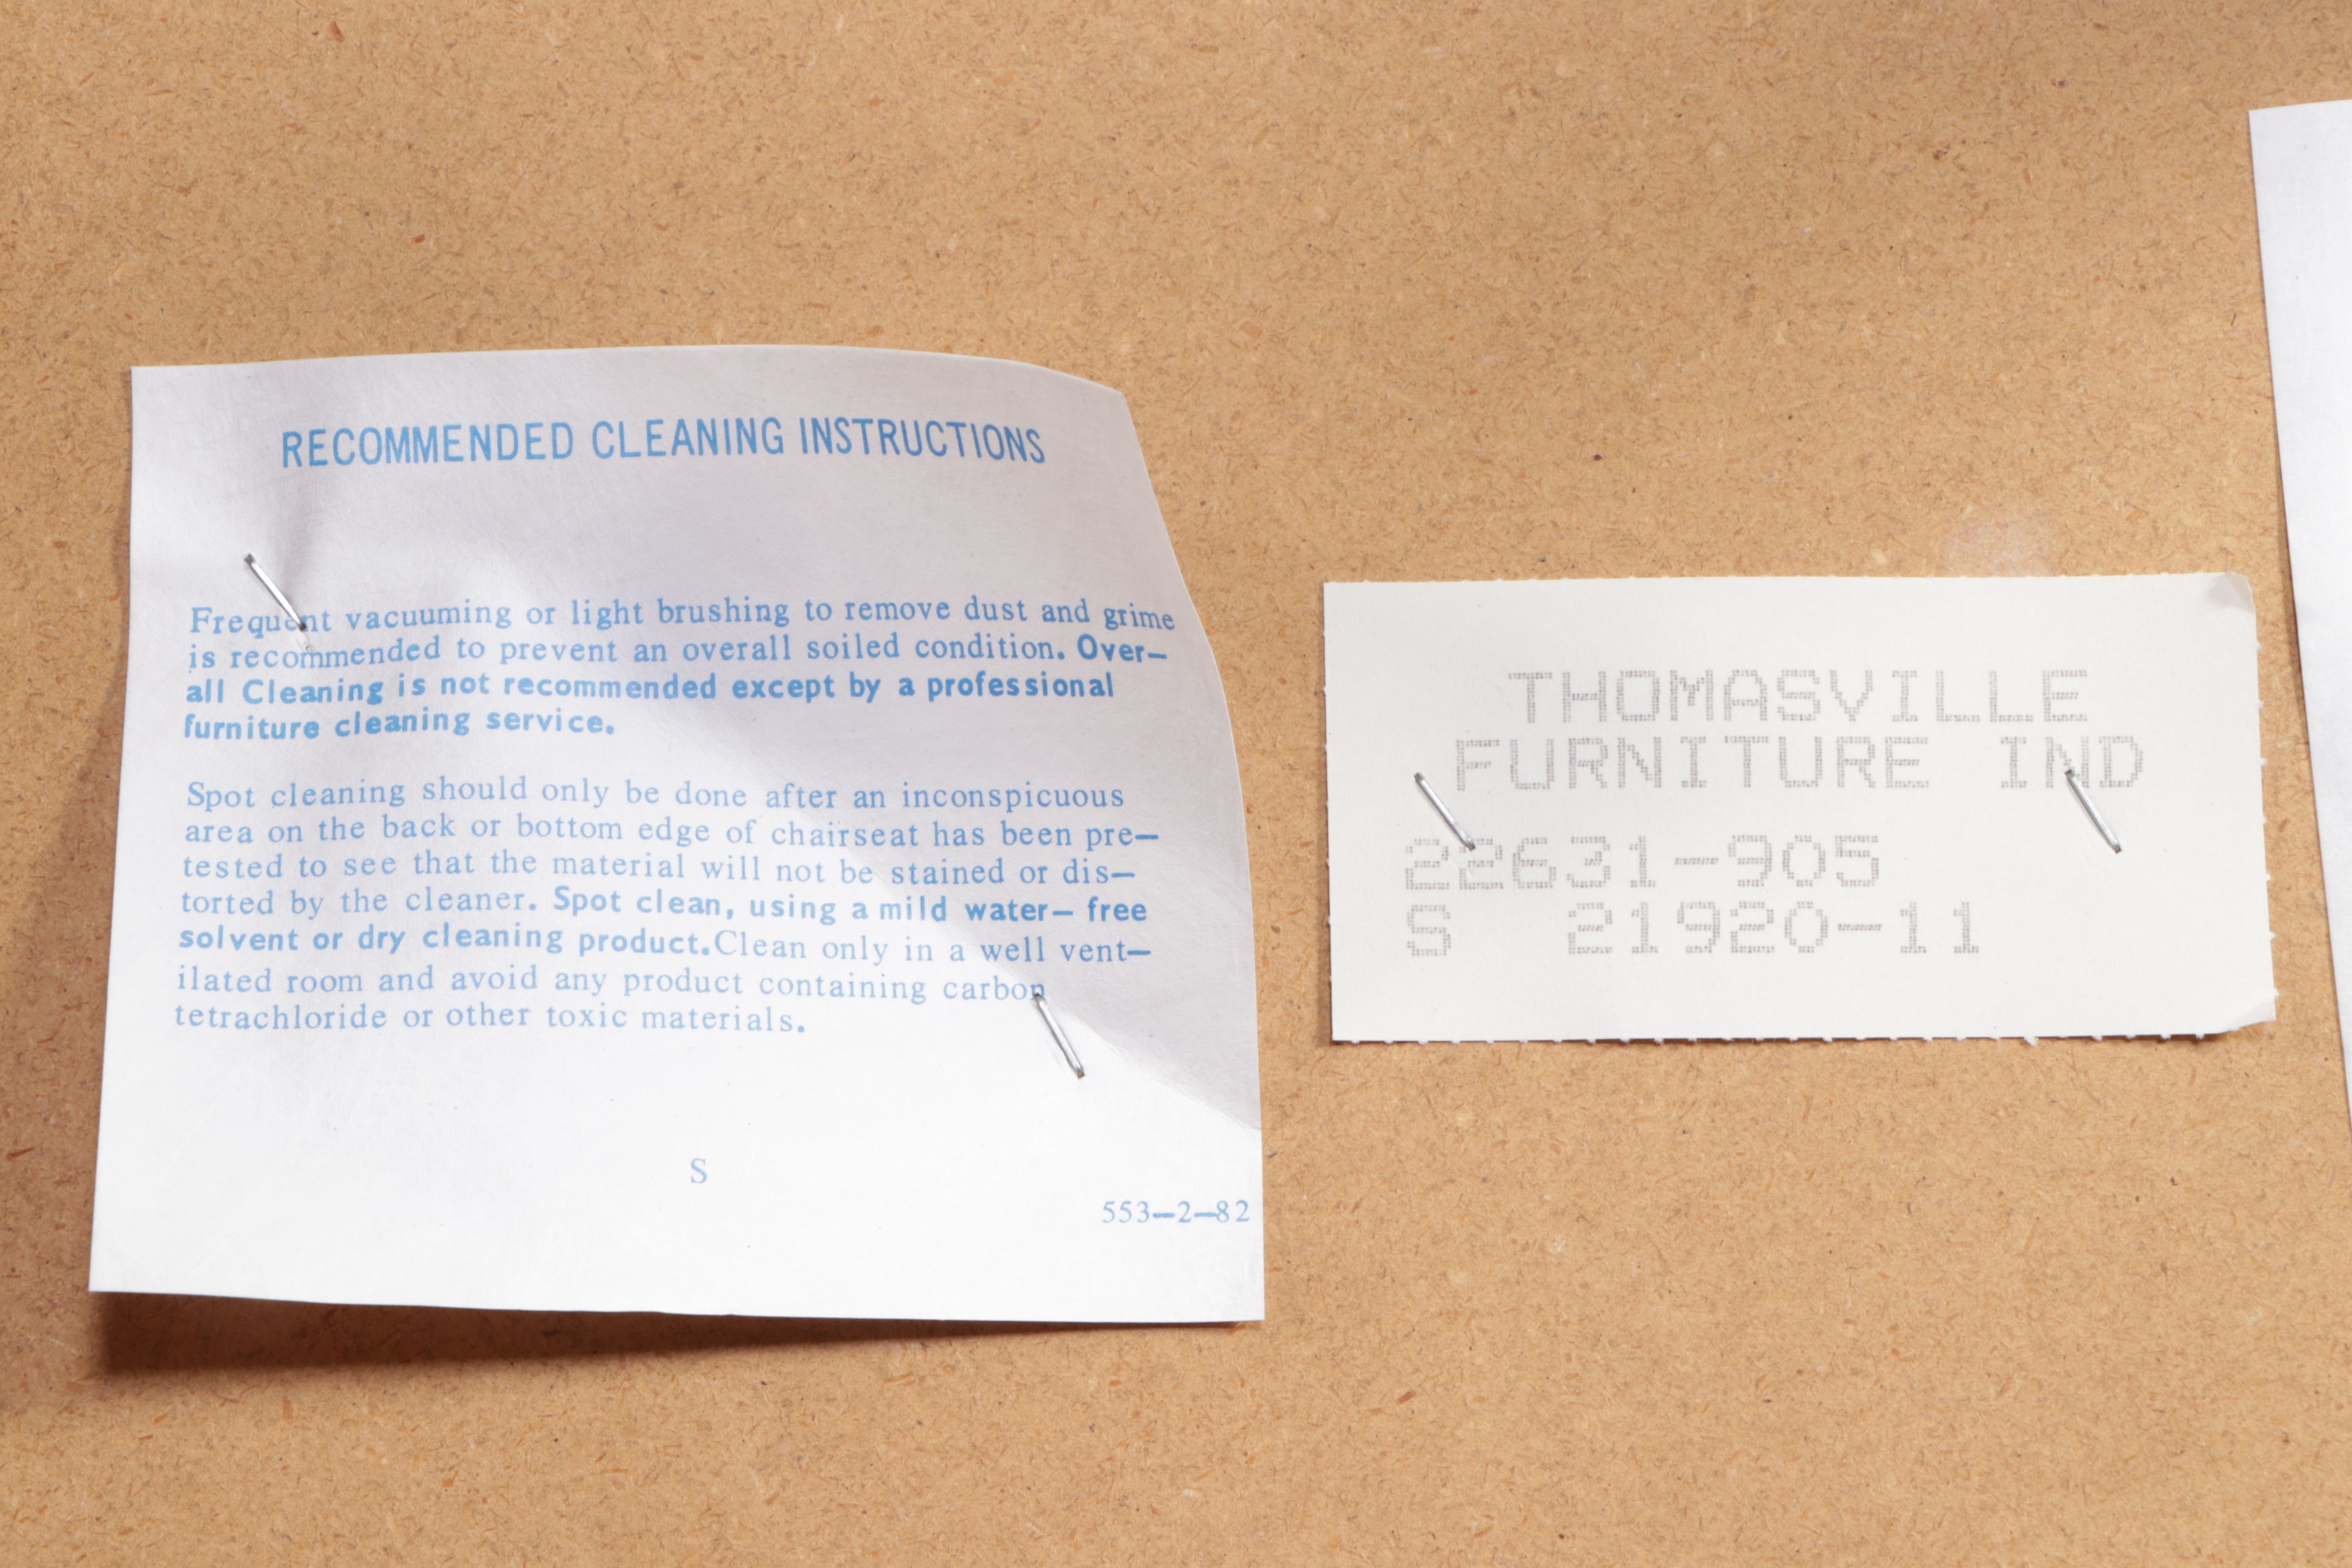 RECOMMENDED CLEANING INSTRUCTIONS
Frequent vacuuming or light brushing to remove dust and grime
is recommended to prevent an overall soiled condition. Over-
all Cleaning is not recommended except by a professional
furniture cleaning service.
Spot cleaning should only be done after an inconspicuous
area on the back or bottom edge of chairseat has been pre-
tested to see that the material will not be stained or dis-
torted by the cleaner. Spot clean, using a mild water- free
solvent or dry cleaning product.Clean only in a well vent-
ilated room and avoid any product containing carbon
tetrachloride or other toxic materials.
S
553-2-82
THOMASVILLE
FURNITURE IND
22631-905
S 21920-11